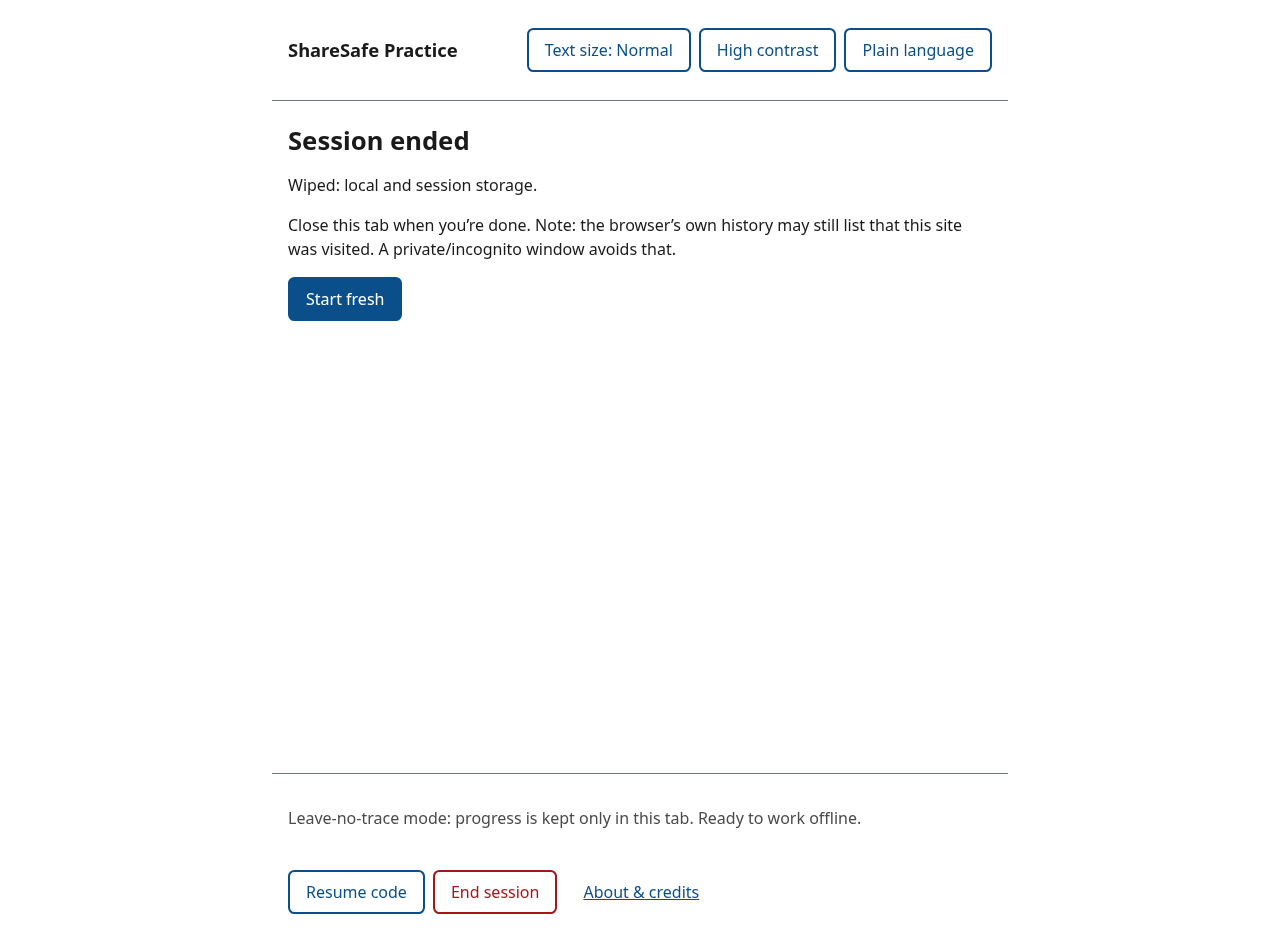 ShareSafe Practice
Text size: Normal
High contrast
Plain language
Session ended
Wiped: local and session storage.
Close this tab when you’re done. Note: the browser’s own history may still list that this site
was visited. A private/incognito window avoids that.
Start fresh
Leave-no-trace mode: progress is kept only in this tab. Ready to work offline.
Resume code
End session
About & credits